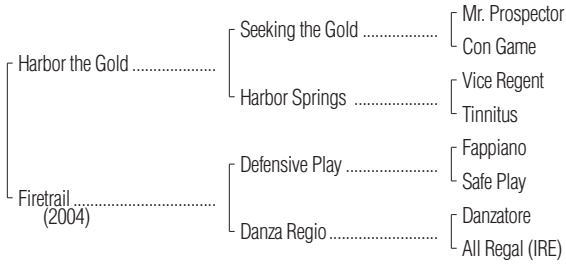 Mr. Prospector
Seeking the Gold ..................
Con Game
Harbor the Gold ....................
Vice Regent
Harbor Springs ....................
Tinnitus
Fappiano
Defensive Play ......................
Safe Play
Firetrail ..................................
(2004)
Danzatore
Danza Regio ..........................
All Regal (IRE)